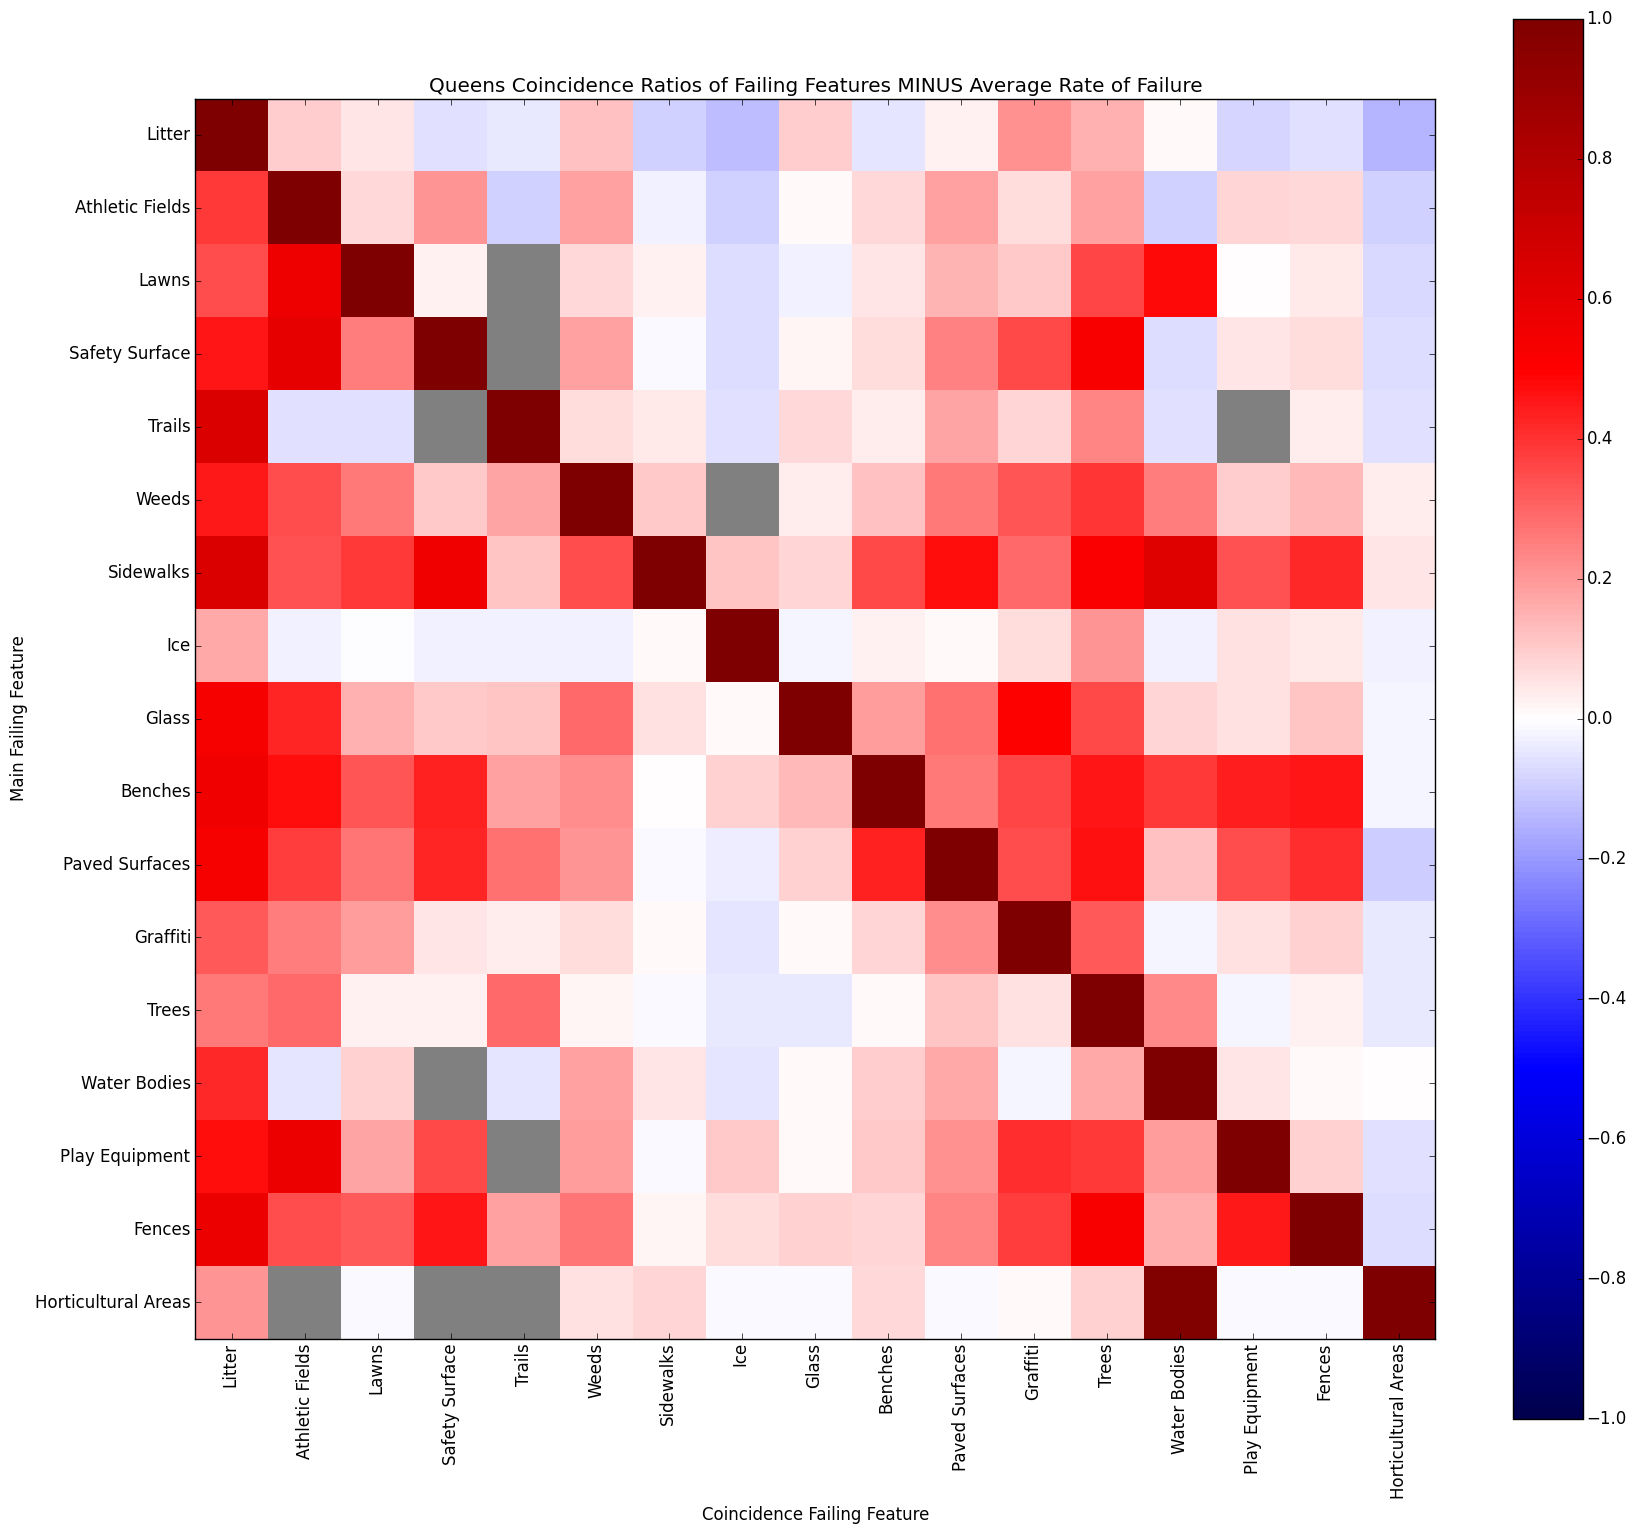 Queens Coincidence Ratios of Failing Features MINUS Average Rate of Failure
Main Failing Feature
Litter
Athletic Fields
Lawns
Safety Surface
Trails
Weeds
Sidewalks
Ice
Glass
Benches
Paved Surfaces
Graffiti
Trees
Water Bodies
Play Equipment
Fences
Horticultural Areas
Litter
Athletic Fields
Lawns
Safety Surface
Trails
Weeds
Sidewalks
Ice
Glass
Benches
Paved Surfaces
Graffiti
Trees
Water Bodies
Play Equipment
Fences
Horticultural Areas
Coincidence Failing Feature
1.0
0.8
0.6
0.4
0.2
0.0
−0.2
−0.4
−0.6
−0.8
−1.0